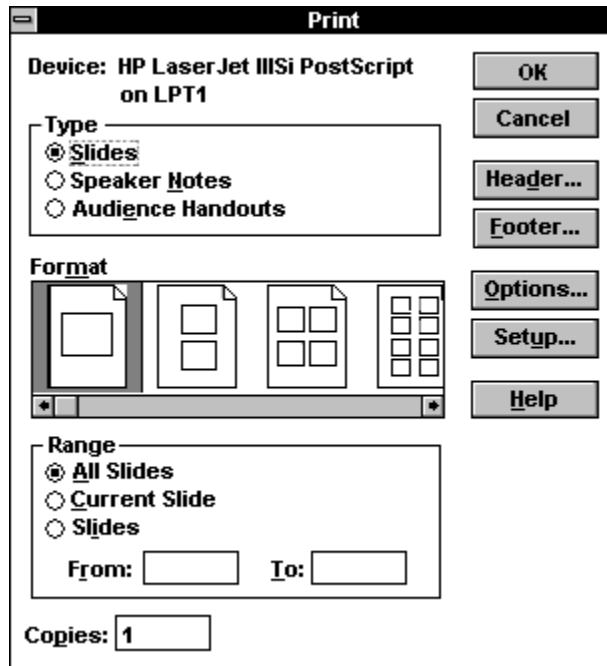 Print
Device: HP LaserJet IIISi PostScript
on LPT1
Type
Slides
Speaker Notes
Audience Handouts
Format
Range
All Slides
Current Slide
Slides
From:
To:
Copies: 1
OK
Cancel
Header...
Footer...
Options...
Setup...
Help